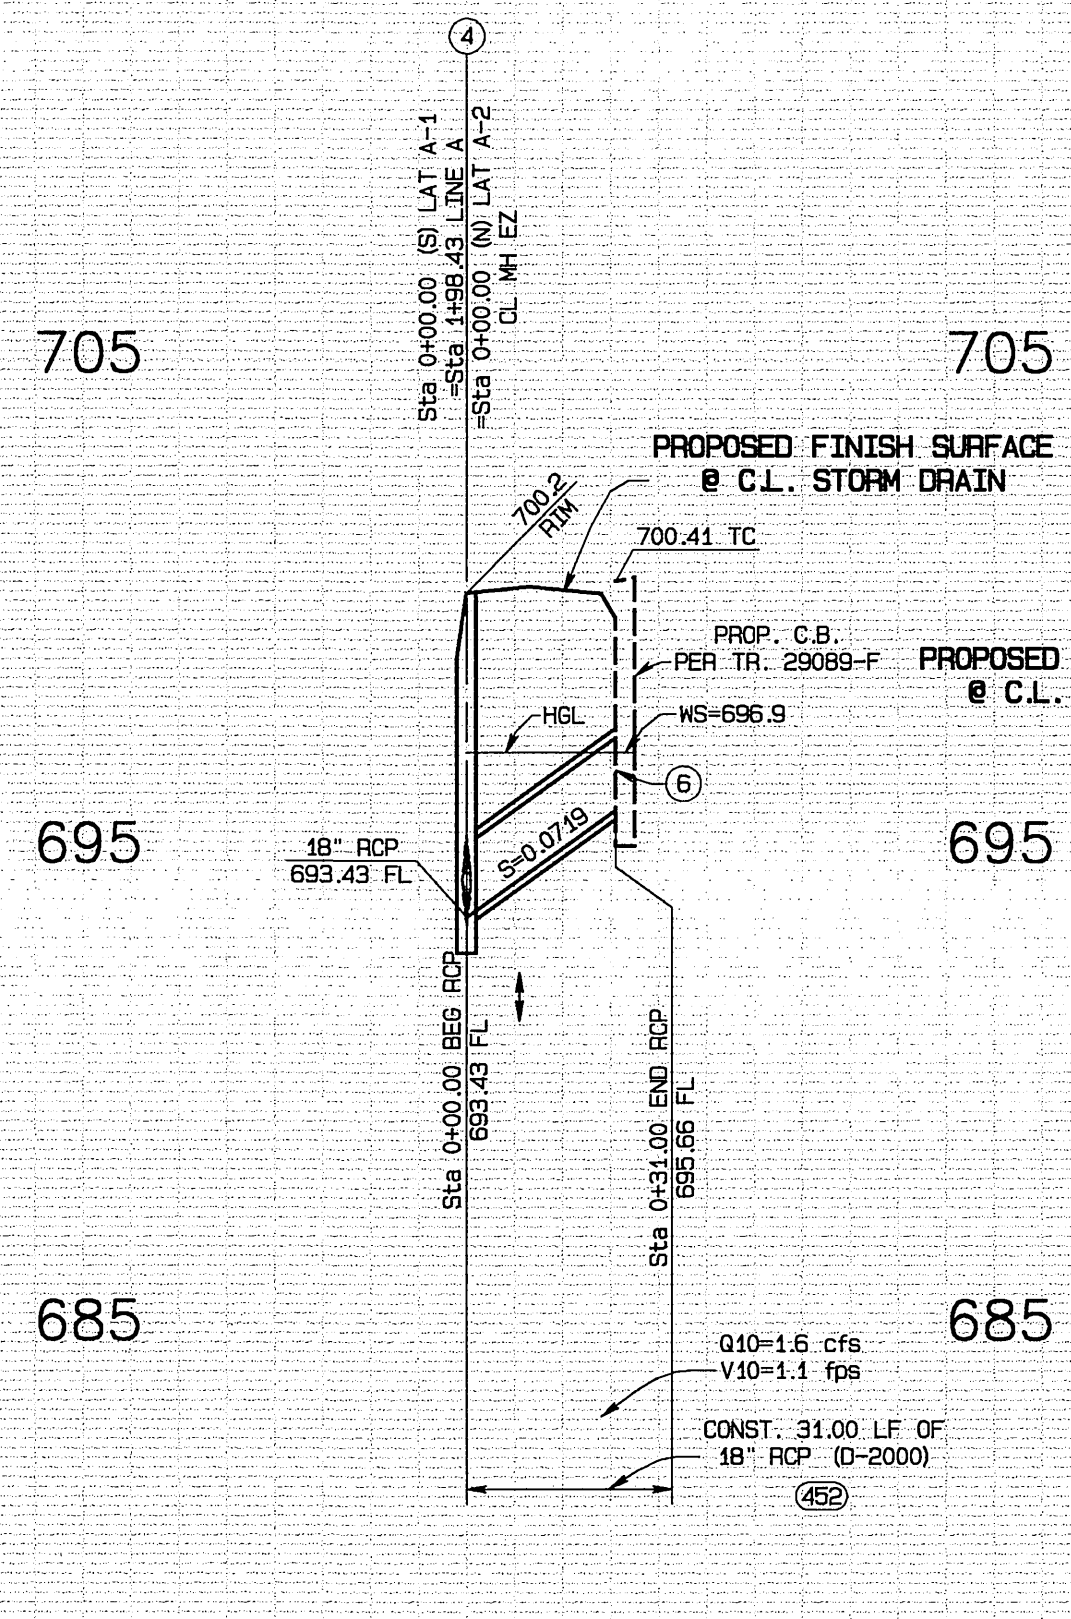 4
Sta 0+00.00 (S) LAT A-1
=Sta 1+98.43 LINE A
=Sta 0+00.00 (N) LAT A-2
CL MH EZ
705
705
PROPOSED FINISH SURFACE
@ C.L. STORM DRAIN
700.2
RIM
700.41 TC
PROP. C.B.
PER TR. 29089-F
PROPOSED
@ C.L.
HGL
WS=696.9
6
695
695
18" RCP
693.43 FL
S=0.0719
Sta 0+00.00 BEG RCP
693.43 FL
Sta 0+31.00 END RCP
695.66 FL
685
685
Q10=1.6 cfs
V10=1.1 fps
CONST. 31.00 LF OF
18" RCP (D-2000)
452